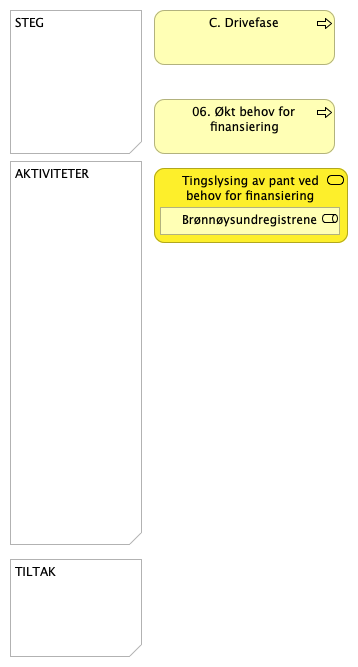 STEG
C. Drivefase
06. Økt behov for
finansiering
AKTIVITETER
Tingslysing av pant ved
behov for finansiering
Brønnøysundregistrene
TILTAK